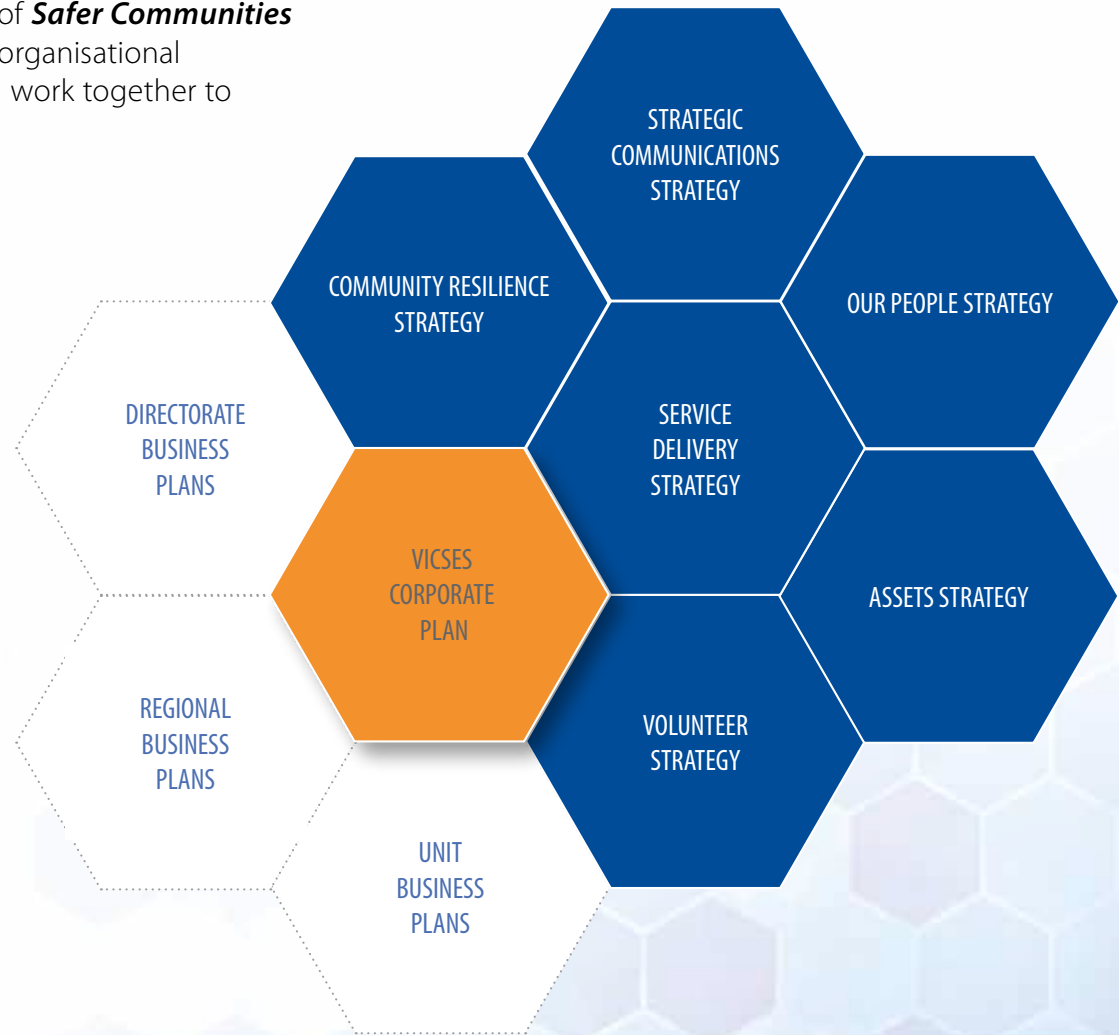 of Safer Communities
organisational
work together to
STRATEGIC
COMMUNICATIONS
STRATEGY
COMMUNITY RESILIENCE
STRATEGY
OUR PEOPLE STRATEGY
DIRECTORATE
BUSINESS
PLANS
SERVICE
DELIVERY
STRATEGY
VICSES
CORPORATE
PLAN
ASSETS STRATEGY
REGIONAL
BUSINESS
PLANS
VOLUNTEER
STRATEGY
UNIT
BUSINESS
PLANS